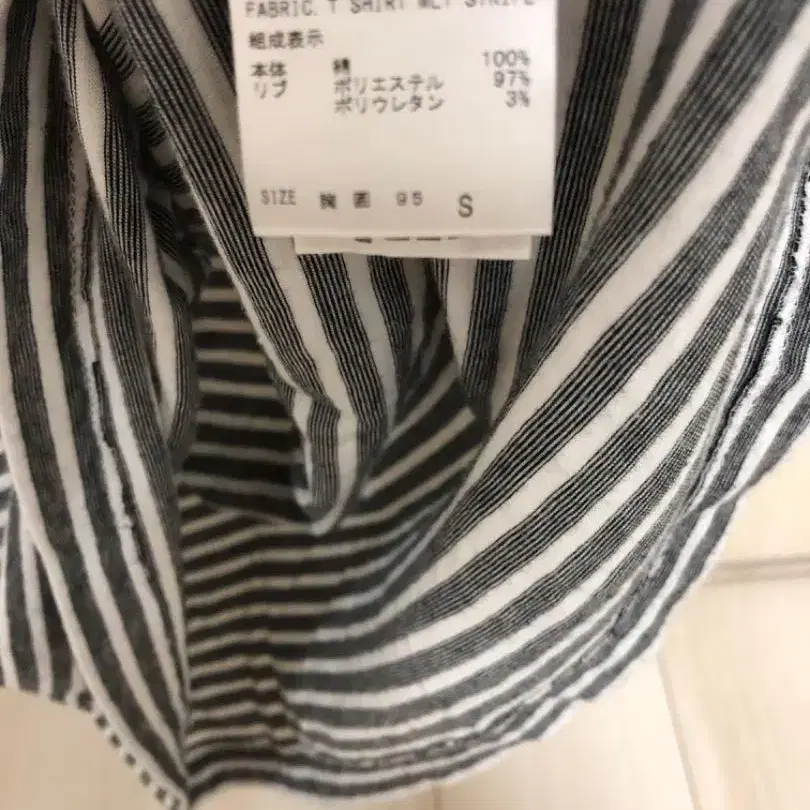 FABRIC. T SHIRT MLT STRIPE
組成表示
本体 綿 100%
リブ ポリエステル 97%
ポリウレタン 3%
SIZE 胸囲 95 S